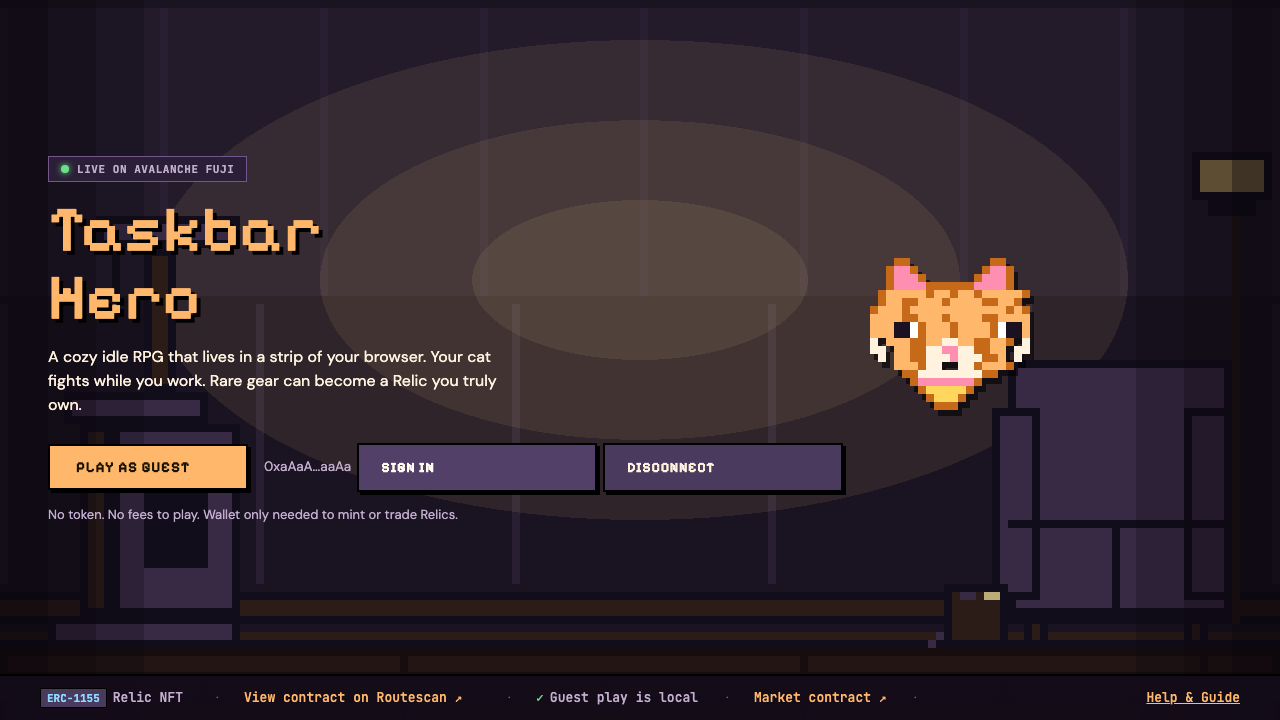 LIVE ON AVALANCHE FUJI
Taskbar
Hero
A cozy idle RPG that lives in a strip of your browser. Your cat
fights while you work. Rare gear can become a Relic you truly
own.
PLAY AS GUEST
0xaAaA…aaAa
SIGN IN
DISCONNECT
No token. No fees to play. Wallet only needed to mint or trade Relics.
ERC-1155 Relic NFT · View contract on Routescan ↗ · ✓ Guest play is local · Market contract ↗ · Help & Guide